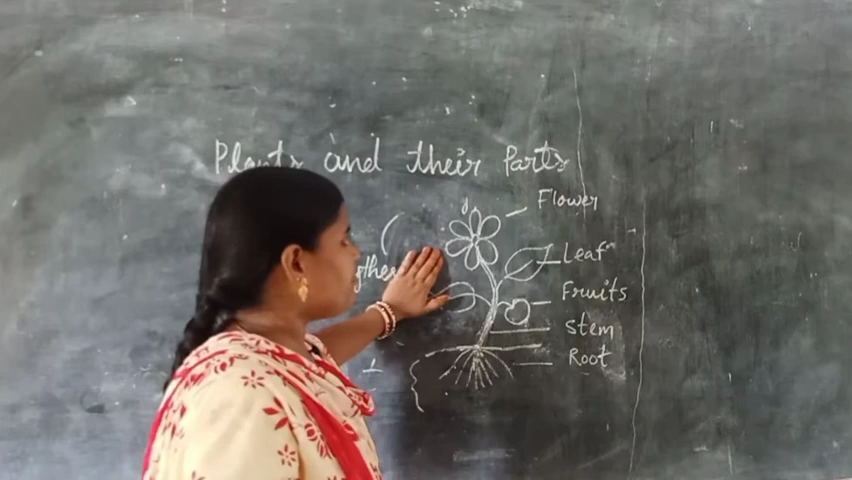 Plants and their Parts
Flower
Leaf
Fruits
Stem
Root